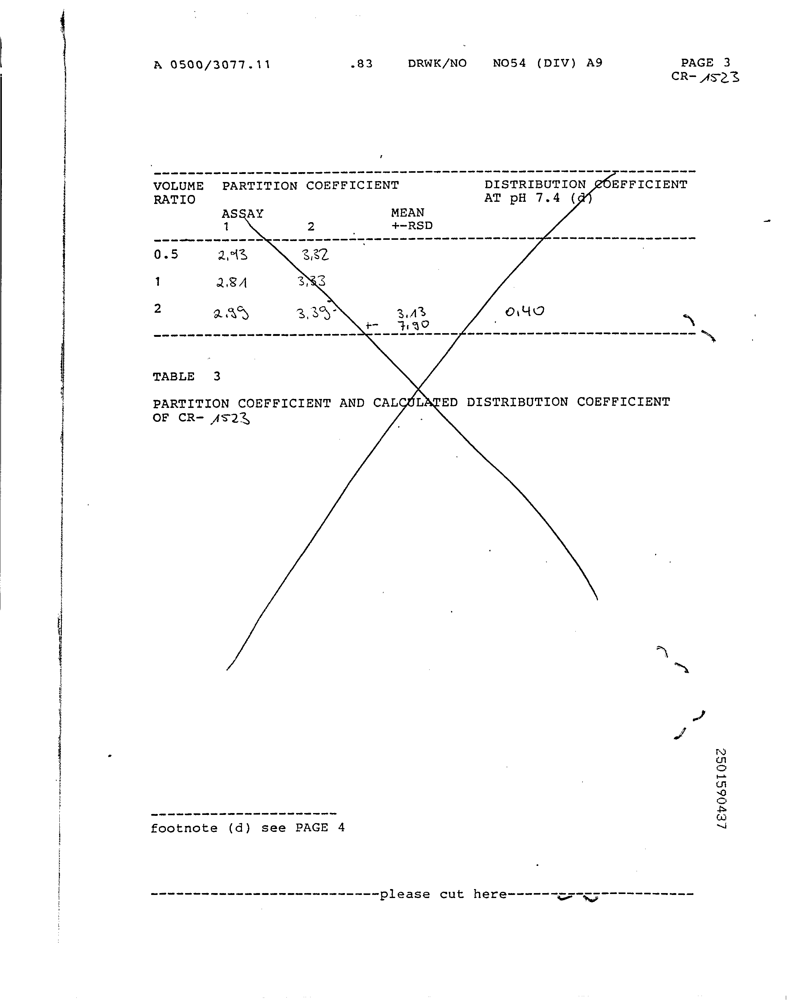 A 0500/3077.11 .83 DRWK/NO NO54 (DIV) A9 PAGE 3
CR-1523
VOLUME PARTITION COEFFICIENT DISTRIBUTION COEFFICIENT
RATIO AT pH 7.4 (d)
ASSAY MEAN
1 2 +-RSD
0.5 2,93 3,32
1 2.81 3,33
2 2.99 3.39 3,13 0,40
+- 7,90
TABLE 3
PARTITION COEFFICIENT AND CALCULATED DISTRIBUTION COEFFICIENT
OF CR-1523
footnote (d) see PAGE 4
please cut here
2501590437